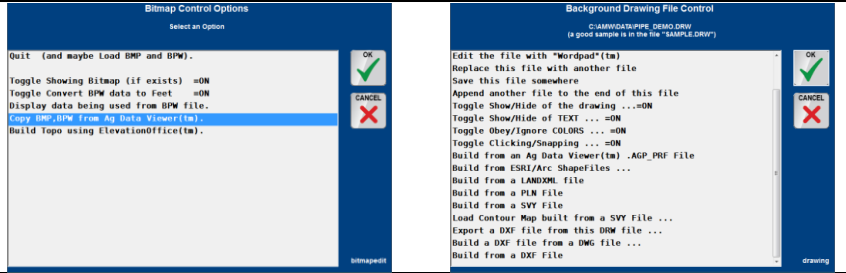 Bitmap Control Options
Select an Option
Quit (and maybe Load BMP and BPW).
Toggle Showing Bitmap (if exists) =ON
Toggle Convert BPW data to Feet =ON
Display data being used from BPW file.
Copy BMP,BPW from Ag Data Viewer(tm).
Build Topo using ElevationOffice(tm).
OK
CANCEL
bitmapedit
Background Drawing File Control
C:\AMW\DATA\PIPE_DEMO.DRW
(a good sample is in the file "SAMPLE.DRW")
Edit the file with "Wordpad"(tm)
Replace this file with another file
Save this file somewhere
Append another file to the end of this file
Toggle Show/Hide of the drawing ...=ON
Toggle Show/Hide of TEXT ... =ON
Toggle Obey/Ignore COLORS ... =ON
Toggle Clicking/Snapping ... =ON
Build from an Ag Data Viewer(tm) .AGP_PRF File
Build from ESRI/Arc ShapeFiles ...
Build from a LANDXML file
Build from a PLN File
Build from a SVY File
Load Contour Map built from a SVY File ...
Export a DXF file from this DRW file ...
Build a DXF file from a DWG file ...
Build from a DXF File
OK
CANCEL
drawing